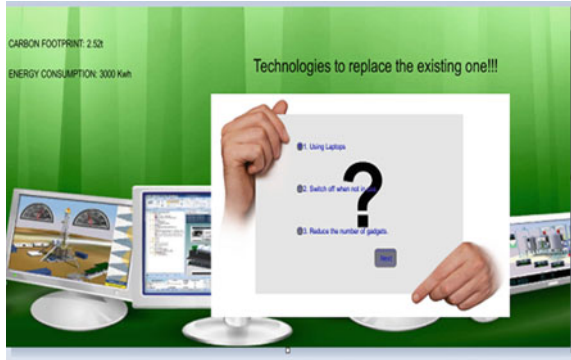 CARBON FOOTPRINT: 2.52t
Technologies to replace the existing one!!!
ENERGY CONSUMPTION: 3000 Kwh
1. Using Laptops
2. Switch off when not in
3. Reduce the number of gadgets.
?
Next